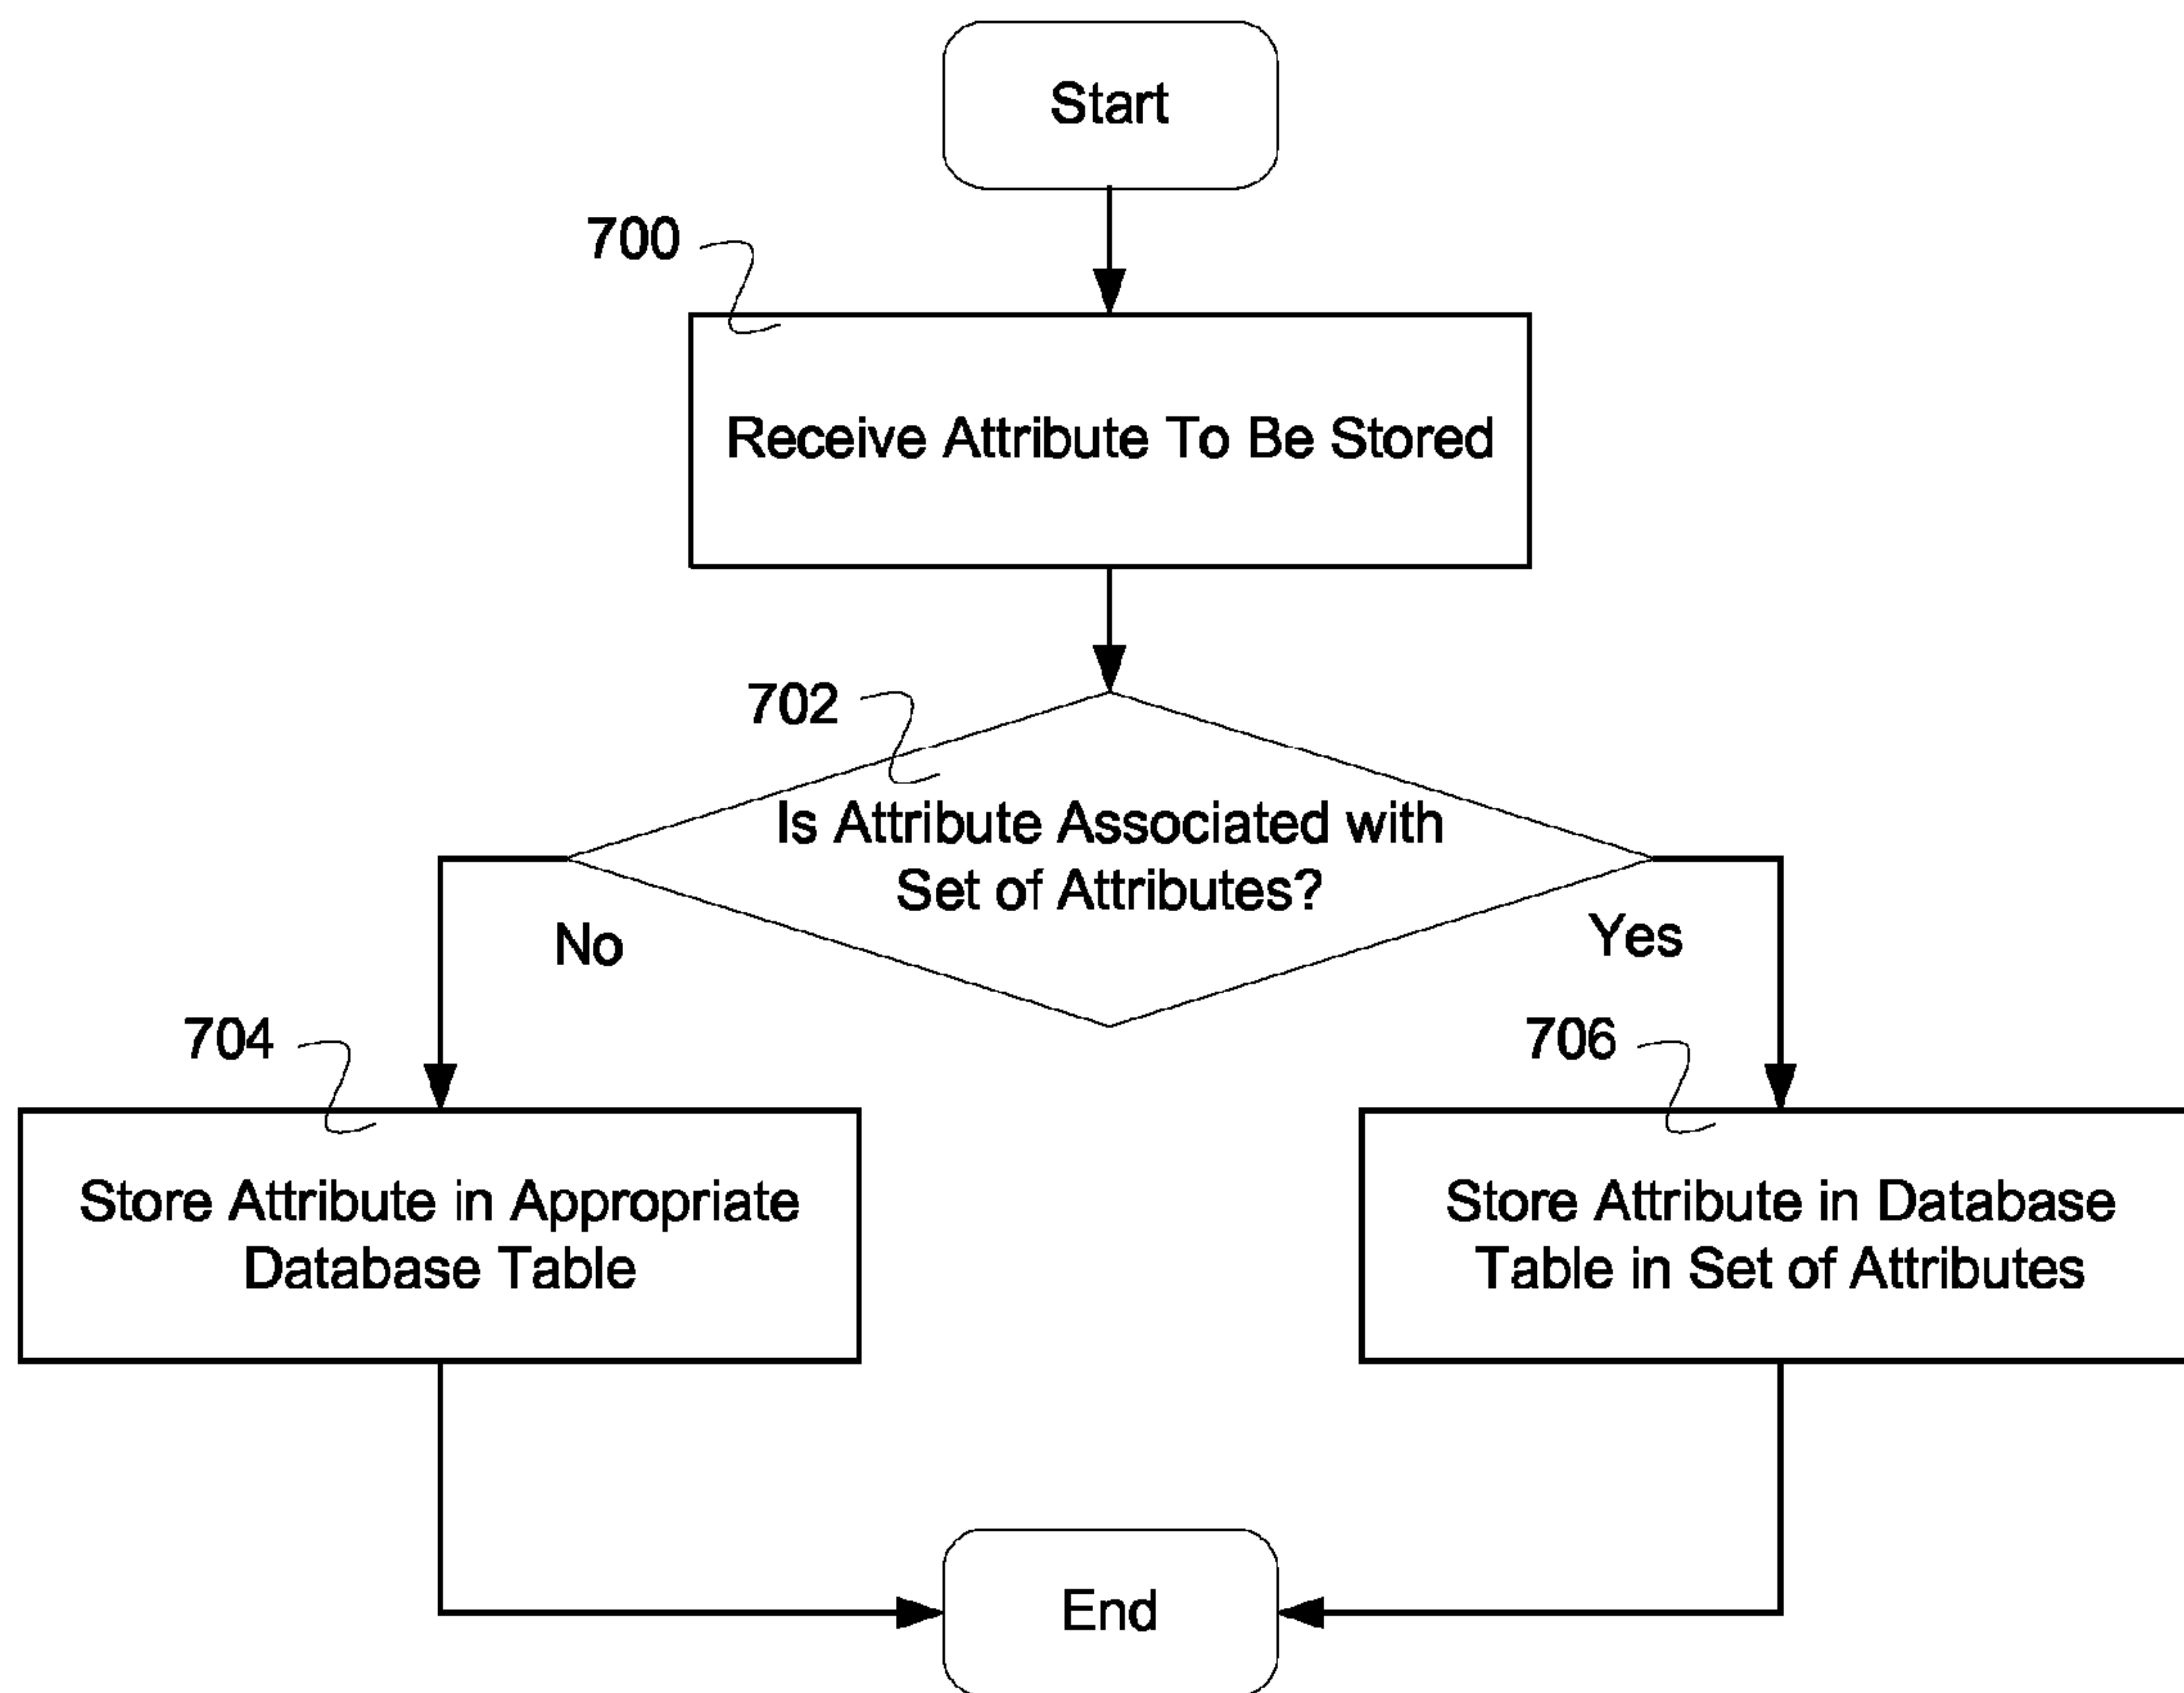 Start
700
Receive Attribute To Be Stored
702
Is Attribute Associated with
Set of Attributes?
No
Yes
704
706
Store Attribute in Appropriate
Database Table
Store Attribute in Database
Table in Set of Attributes
End